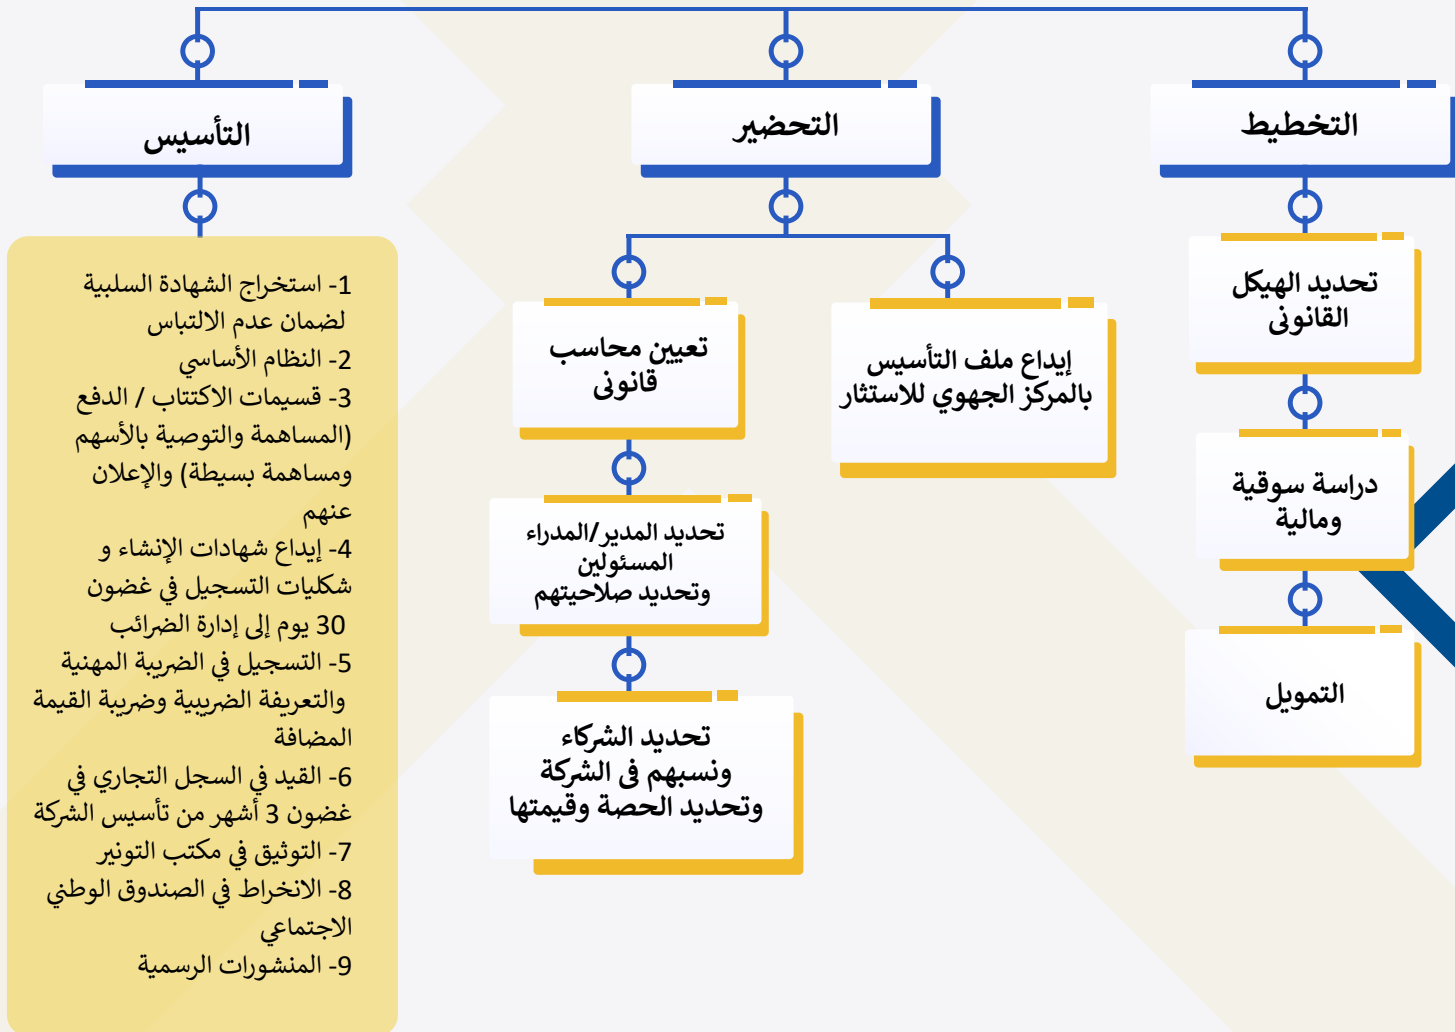 التخطيط
تحديد الهيكل
القانونى
دراسة سوقية
ومالية
التمويل
التحضير
إيداع ملف التأسيس
بالمركز الجهوي للاستثار
تعيين محاسب
قانونى
تحديد المدير/المدراء
المسئولين
وتحديد صلاحيتهم
تحديد الشركاء
ونسبهم فى الشركة
وتحديد الحصة وقيمتها
التأسيس
1- استخراج الشهادة السلبية
لضمان عدم الالتباس
2- النظام الأساسي
3- قسيمات الاكتتاب / الدفع
(المساهمة والتوصية بالأسهم
ومساهمة بسيطة) والإعلان
عنهم
4- إيداع شهادات الإنشاء و
شكليات التسجيل في غضون
30 يوم إلى إدارة الضرائب
5- التسجيل في الضريبة المهنية
والتعريفة الضريبية وضريبة القيمة
المضافة
6- القيد في السجل التجاري في
غضون 3 أشهر من تأسيس الشركة
7- التوثيق في مكتب التونير
8- الانخراط في الصندوق الوطني
الاجتماعي
9- المنشورات الرسمية